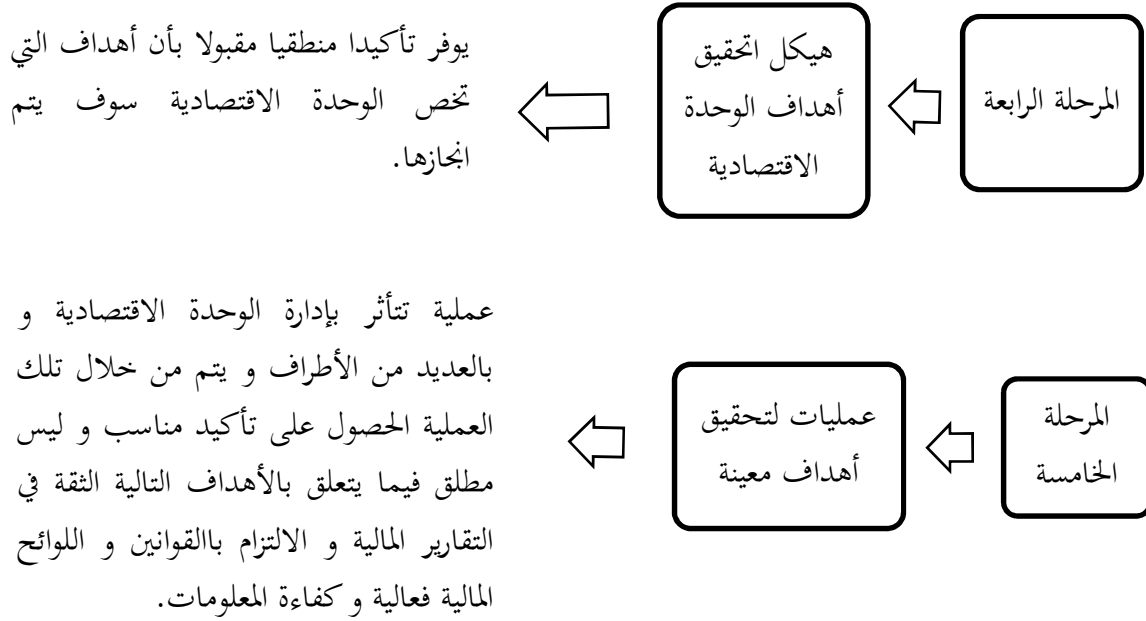 المرحلة الرابعة
هيكل اتحقيق
أهداف الوحدة
الاقتصادية
يوفر تأكيدا منطقيا مقبولا بأن أهداف التي
تخص الوحدة الاقتصادية سوف يتم
انجازها.
المرحلة
الخامسة
عمليات لتحقيق
أهداف معينة
عملية تتأثر بإدارة الوحدة الاقتصادية و
بالعديد من الأطراف و يتم من خلال تلك
العملية الحصول على تأكيد مناسب و ليس
مطلق فيما يتعلق بالأهداف التالية الثقة في
التقارير المالية و الالتزام باالقوانين و اللوائح
المالية فعالية و كفاءة المعلومات.